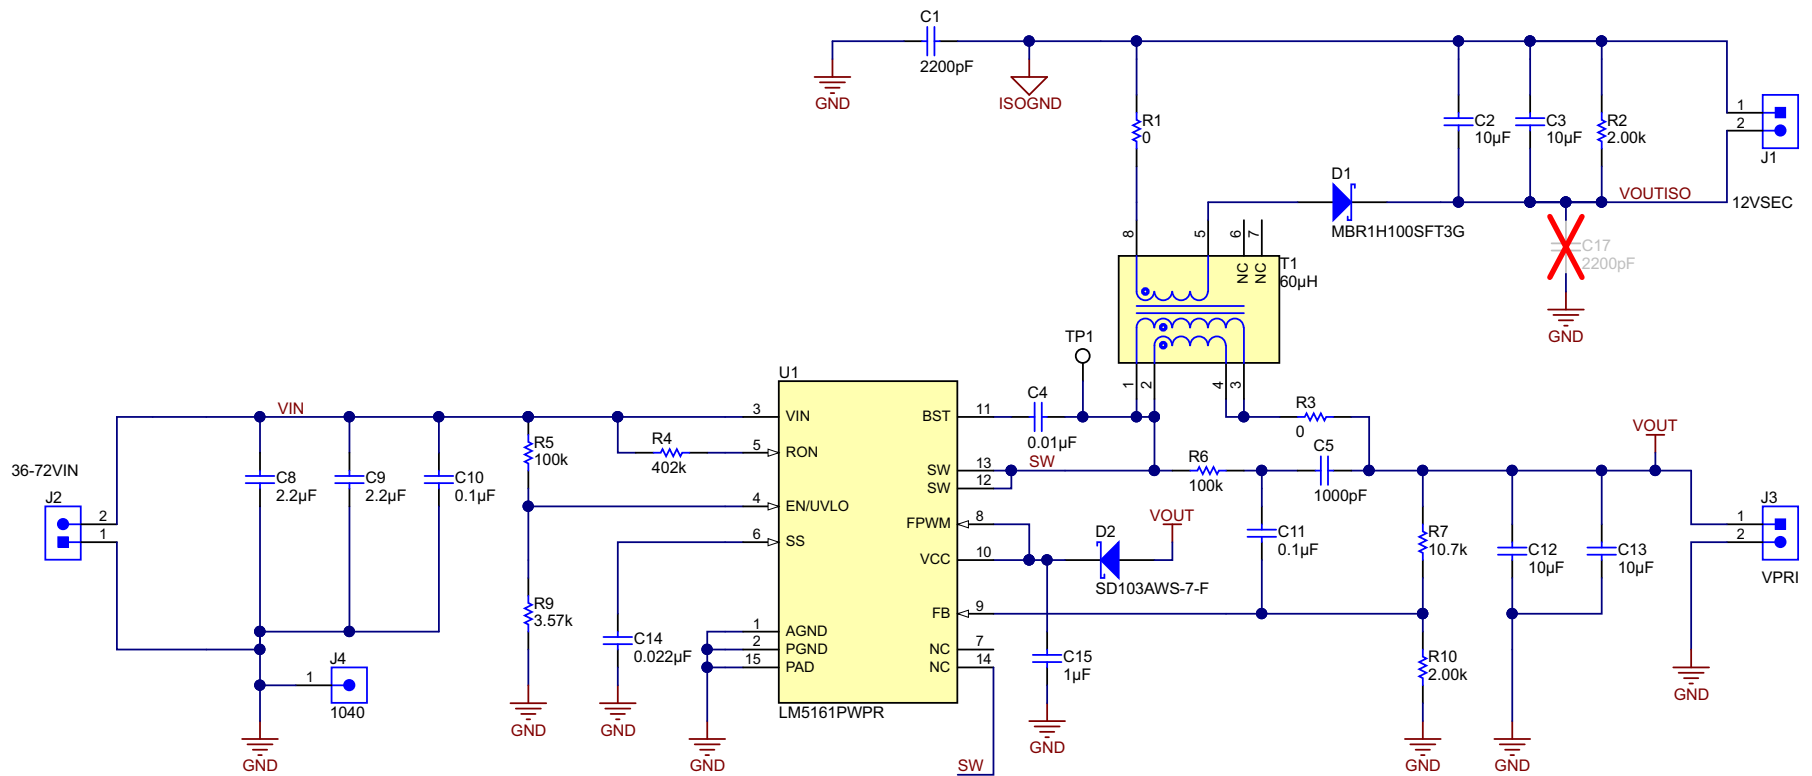 C1
2200pF
GND
ISOGND
R1
0
C2
10µF
C3
10µF
R2
2.00k
1
2
J1
D1
MBR1H100SFT3G
VOUTISO
12VSEC
C17
2200pF
GND
8
5
6
7
NC
NC
T1
60µH
1
2
4
3
TP1
U1
VIN
3
VIN
BST
11
C4
0.01µF
R3
0
5
RON
R4
402k
R5
100k
36-72VIN
J2
2
1
C8
2.2µF
C9
2.2µF
C10
0.1µF
SW
13
SW
SW
12
R6
100k
C5
1000pF
VOUT
4
EN/UVLO
FPWM
8
VOUT
6
SS
VCC
10
D2
SD103AWS-7-F
C11
0.1µF
R7
10.7k
C12
10µF
C13
10µF
J3
1
2
VPRI
R9
3.57k
FB
9
C14
0.022µF
1
AGND
2
PGND
15
PAD
NC
7
NC
14
C15
1µF
R10
2.00k
J4
1
1040
LM5161PWPR
GND
GND
GND
GND
GND
GND
GND
GND
SW